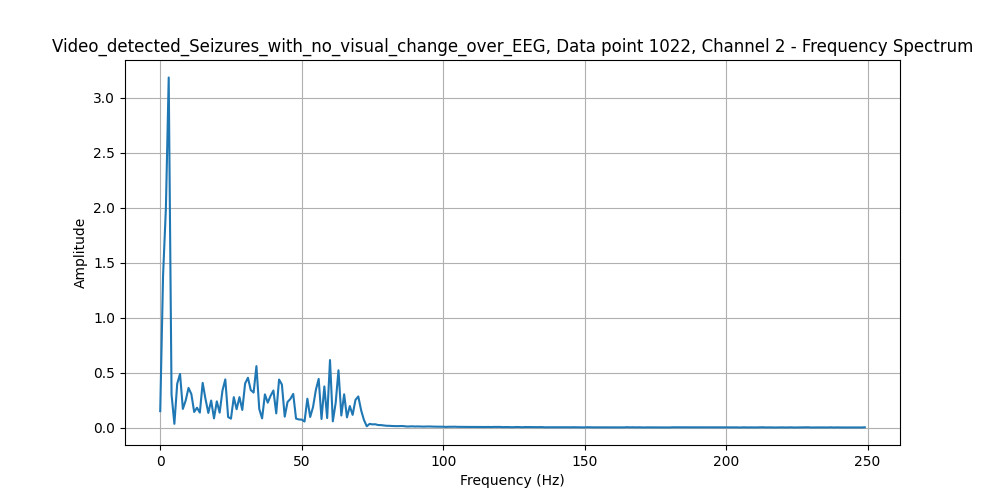 Video_detected_Seizures_with_no_visual_change_over_EEG, Data point 1022, Channel 2 - Frequency Spectrum
3.0
2.5
2.0
1.5
1.0
0.5
0.0
Amplitude
0 50 100 150 200 250
Frequency (Hz)